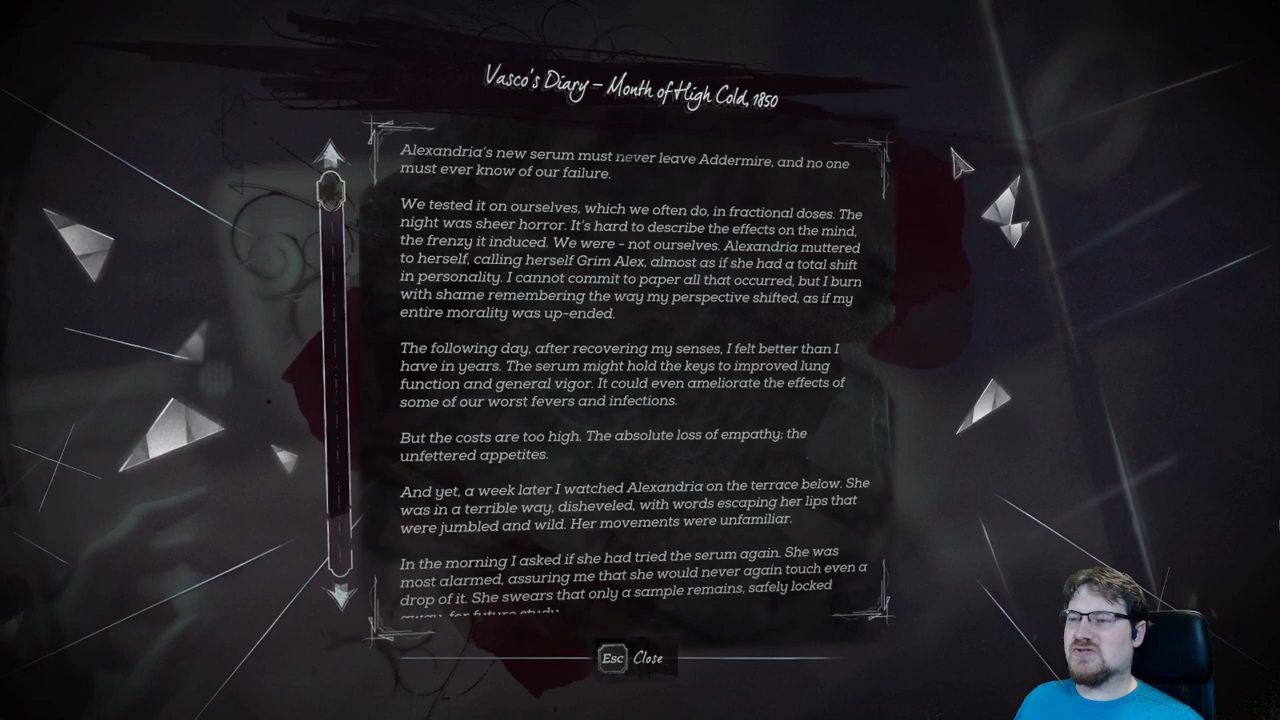 Vasco's Diary – Month of High Cold, 1850
Alexandria's new serum must never leave Addermire, and no one
must ever know of our failure.
We tested it on ourselves, which we often do, in fractional doses. The
night was sheer horror. It's hard to describe the effects on the mind,
the frenzy it induced. We were - not ourselves. Alexandria muttered
to herself, calling herself Grim Alex, almost as if she had a total shift
in personality. I cannot commit to paper all that occurred, but I burn
with shame remembering the way my perspective shifted, as if my
entire morality was up-ended.
The following day, after recovering my senses, I felt better than I
have in years. The serum might hold the keys to improved lung
function and general vigor. It could even ameliorate the effects of
some of our worst fevers and infections.
But the costs are too high. The absolute loss of empathy; the
unfettered appetites.
And yet, a week later I watched Alexandria on the terrace below. She
was in a terrible way, disheveled, with words escaping her lips that
were jumbled and wild. Her movements were unfamiliar.
In the morning I asked if she had tried the serum again. She was
most alarmed, assuring me that she would never again touch even a
drop of it. She swears that only a sample remains, safely locked
away, for future study.
Esc Close